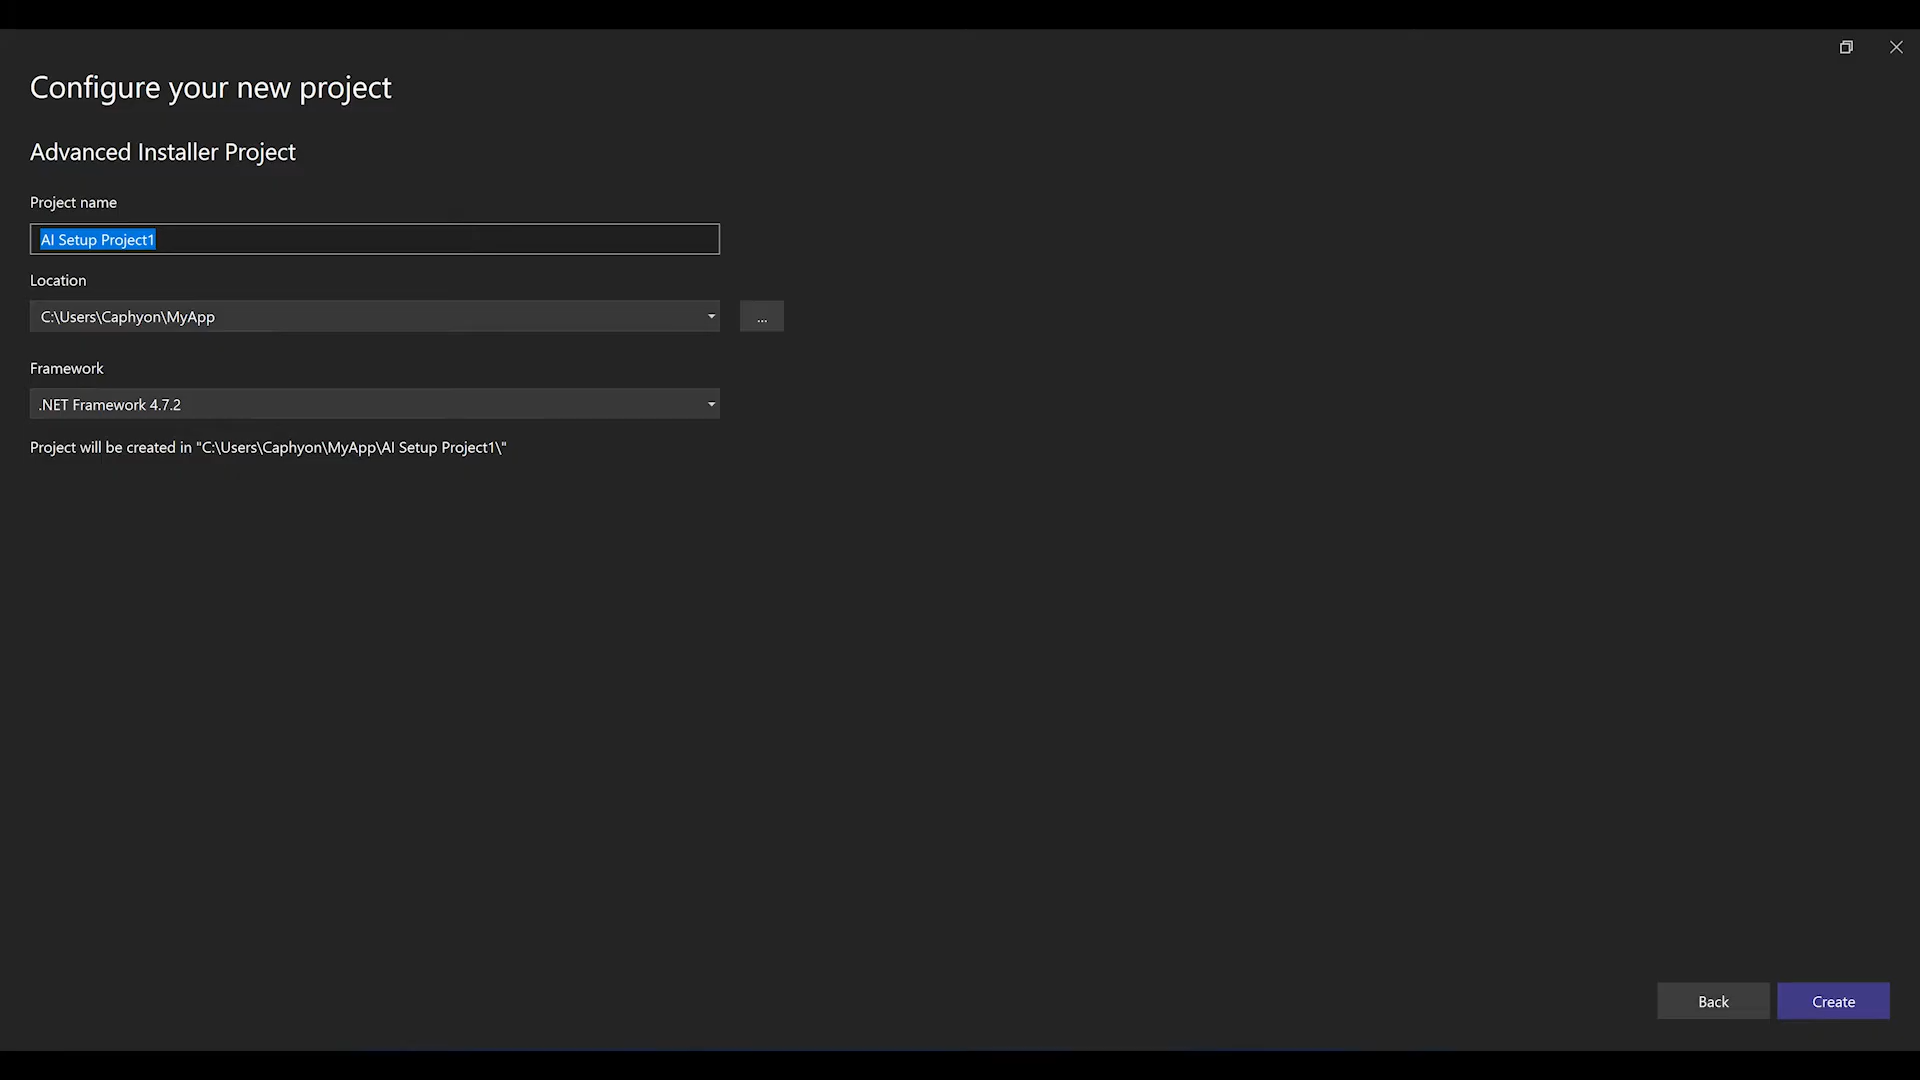 Configure your new project
Advanced Installer Project
Project name
AI Setup Project1
Location
C:\Users\Caphyon\MyApp
...
Framework
.NET Framework 4.7.2
Project will be created in "C:\Users\Caphyon\MyApp\AI Setup Project1\"
Back
Create